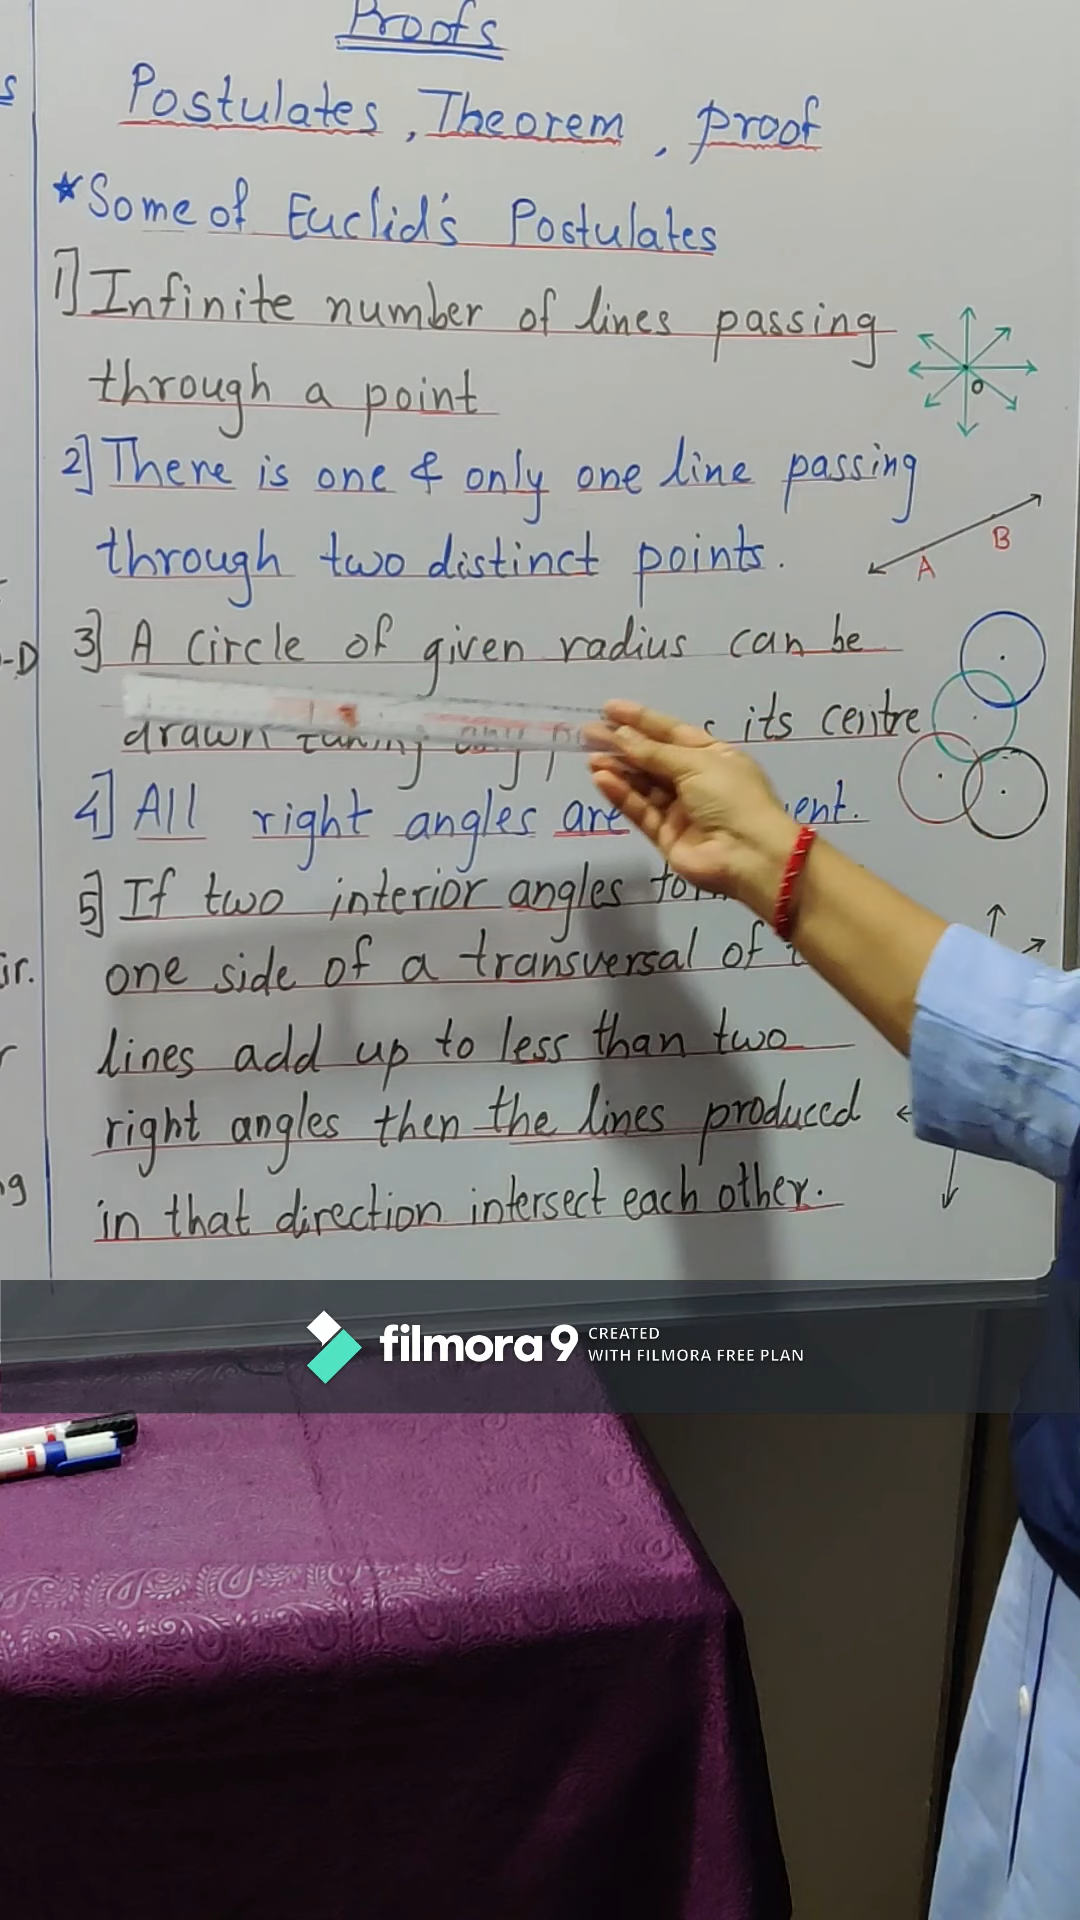 Proofs
Postulates, Theorem, proof
*Some of Euclid's Postulates
1] Infinite number of lines passing
through a point
O
2] There is one & only one line passing
through two distinct points.
A B
3] A circle of given radius can be
drawn any its centre
4] All right angles are
5] If two interior angles
one side of a transversal of
lines add up to less than two
right angles then the lines produced
in that direction intersect each other.
filmora9 CREATED
WITH FILMORA FREE PLAN